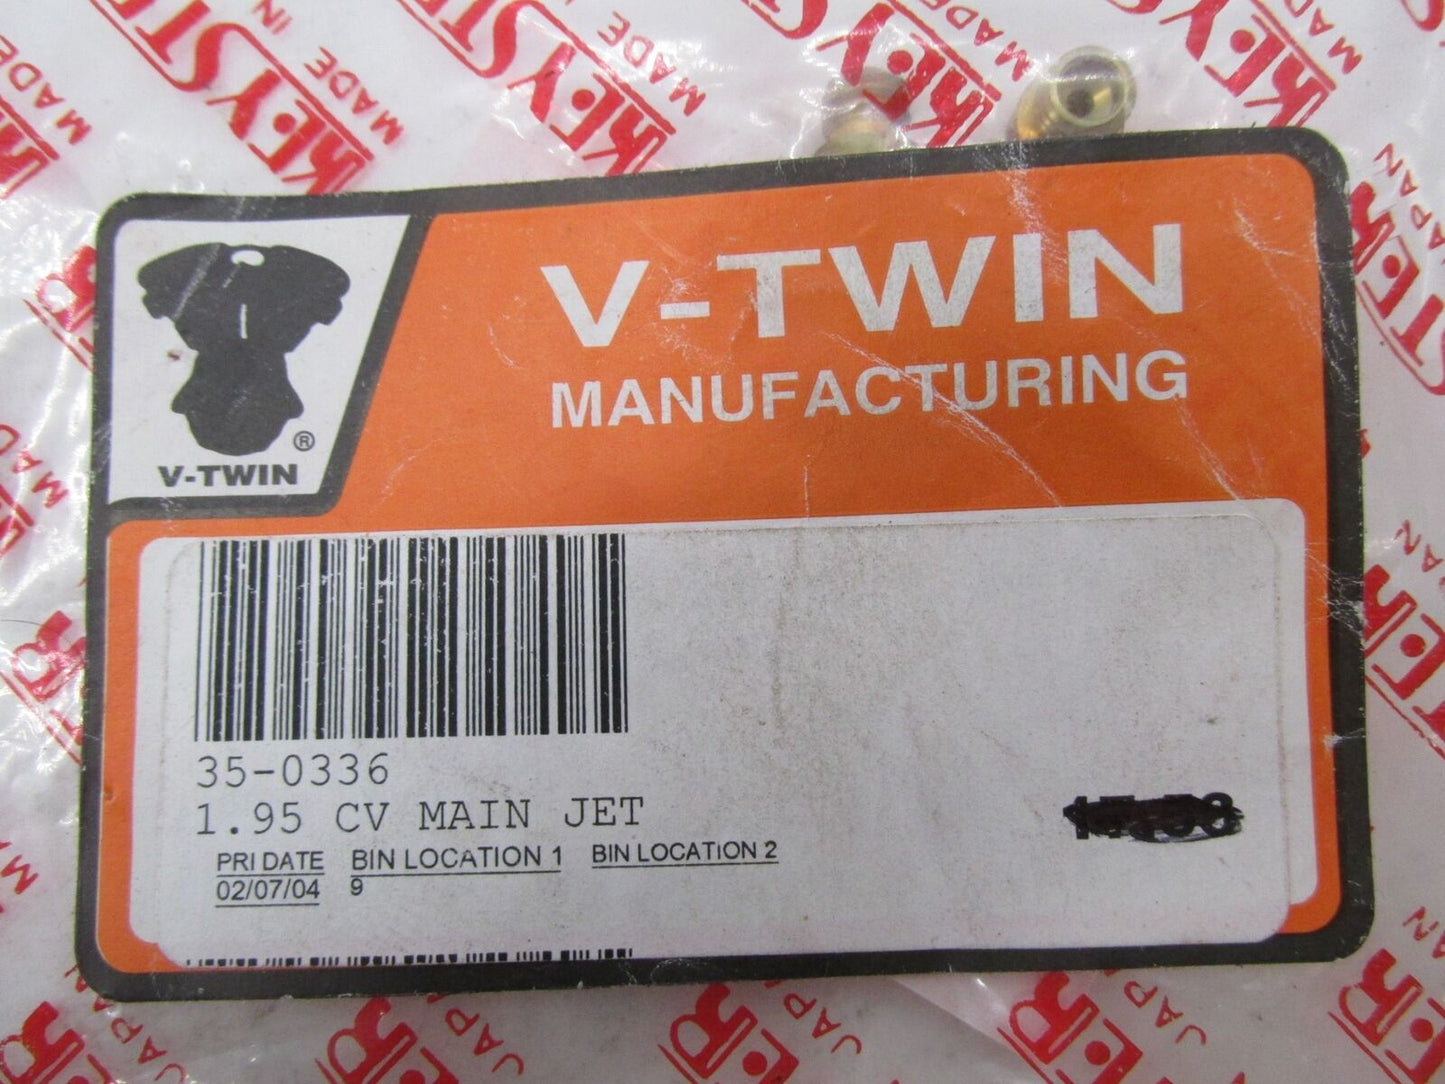 KEYSTER
MADE IN JAPAN
V-TWIN
MANUFACTURING
®
V-TWIN
35-0336
1.95 CV MAIN JET
PRI DATE BIN LOCATION 1 BIN LOCATION 2
02/07/04 9